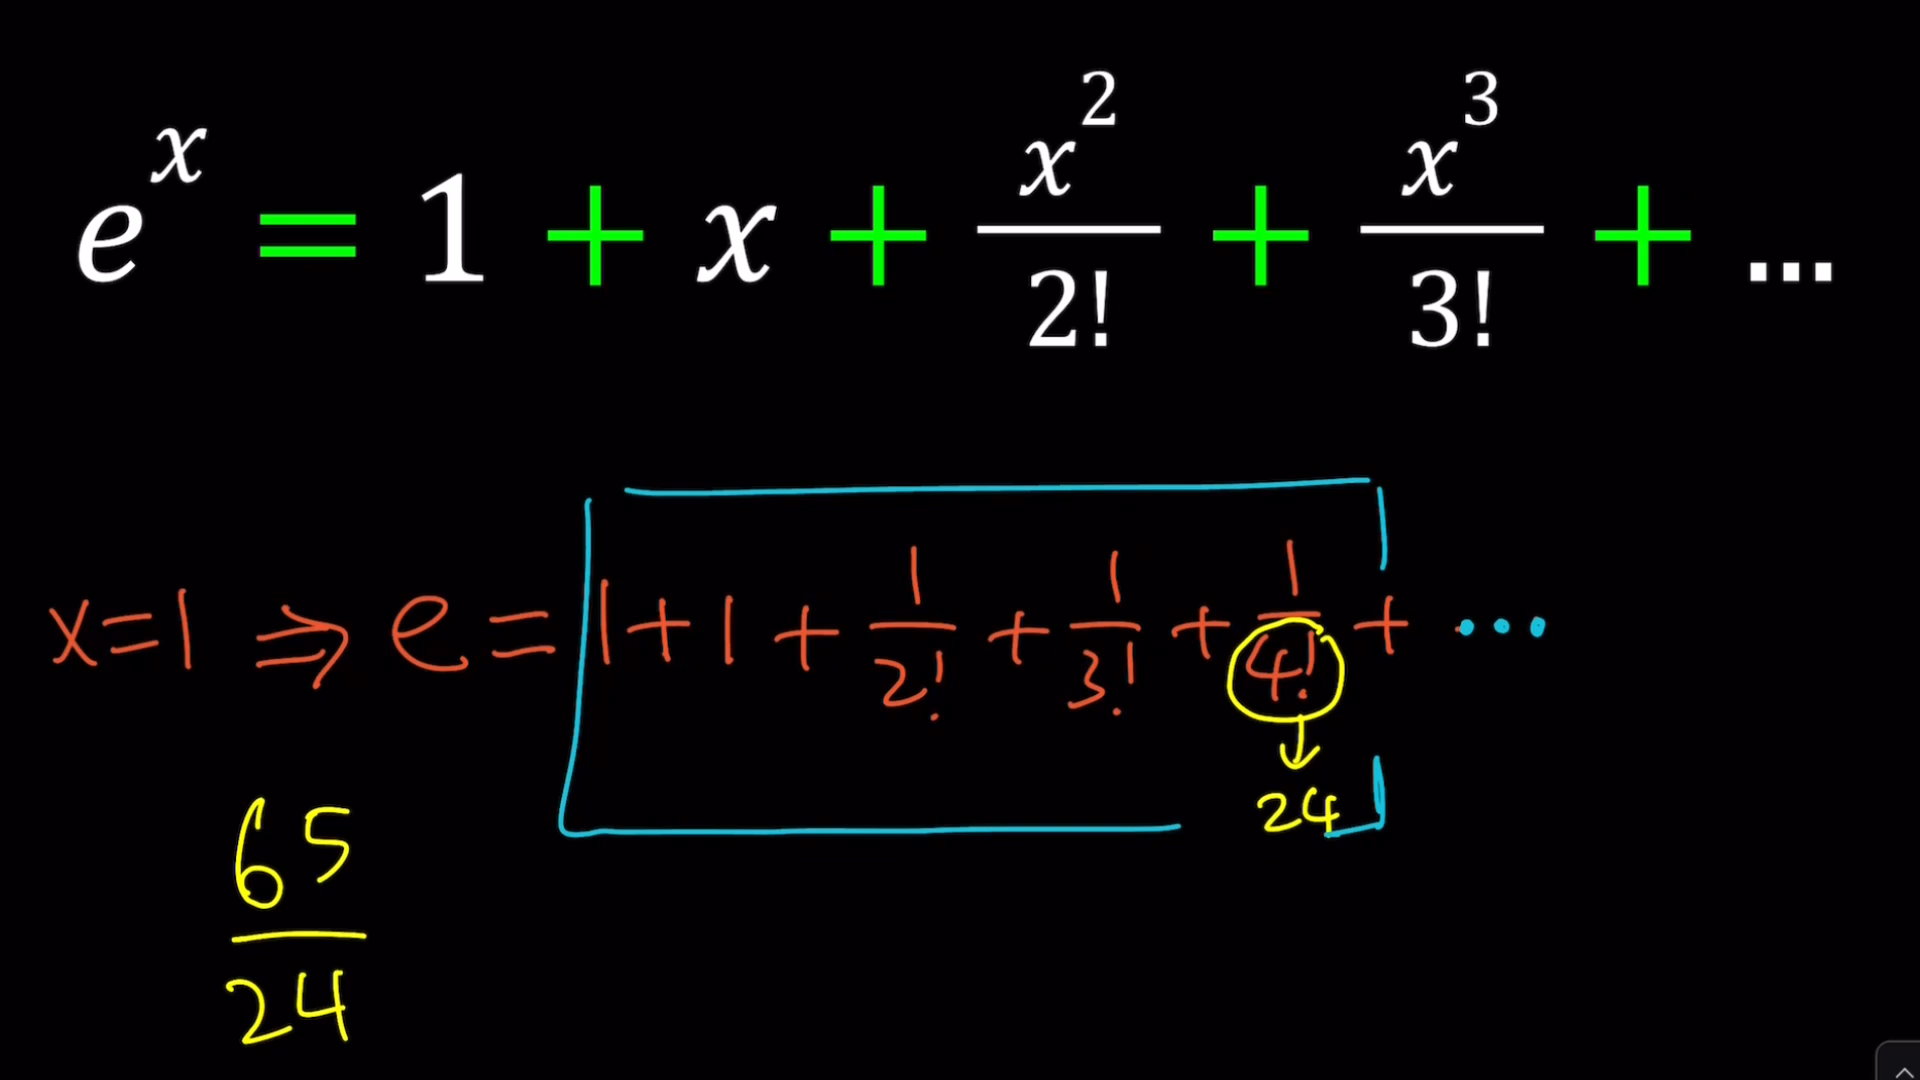 e^x = 1 + x + x^2/2! + x^3/3! + ...
x=1 ⇒ e = 1+1+ 1/2! + 1/3! + 1/4! + ...
24
65/24